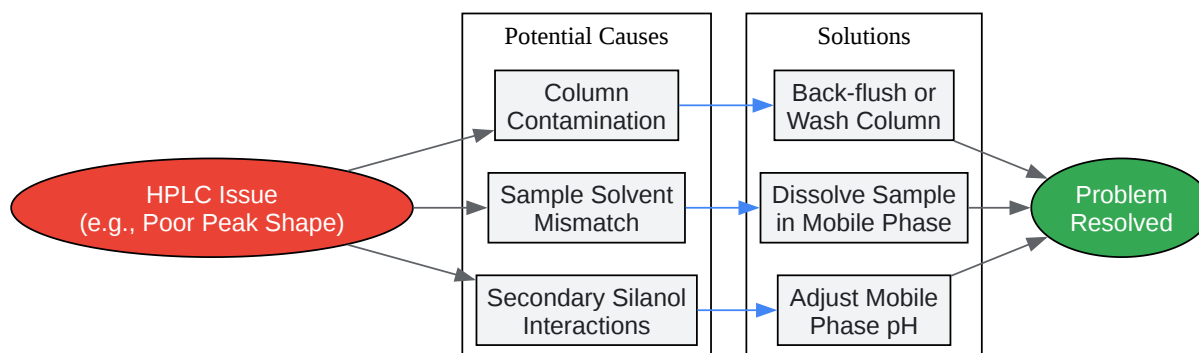 Potential Causes
Solutions
Column
Contamination
Back-flush or
Wash Column
HPLC Issue
(e.g., Poor Peak Shape)
Sample Solvent
Mismatch
Dissolve Sample
in Mobile Phase
Problem
Resolved
Secondary Silanol
Interactions
Adjust Mobile
Phase pH